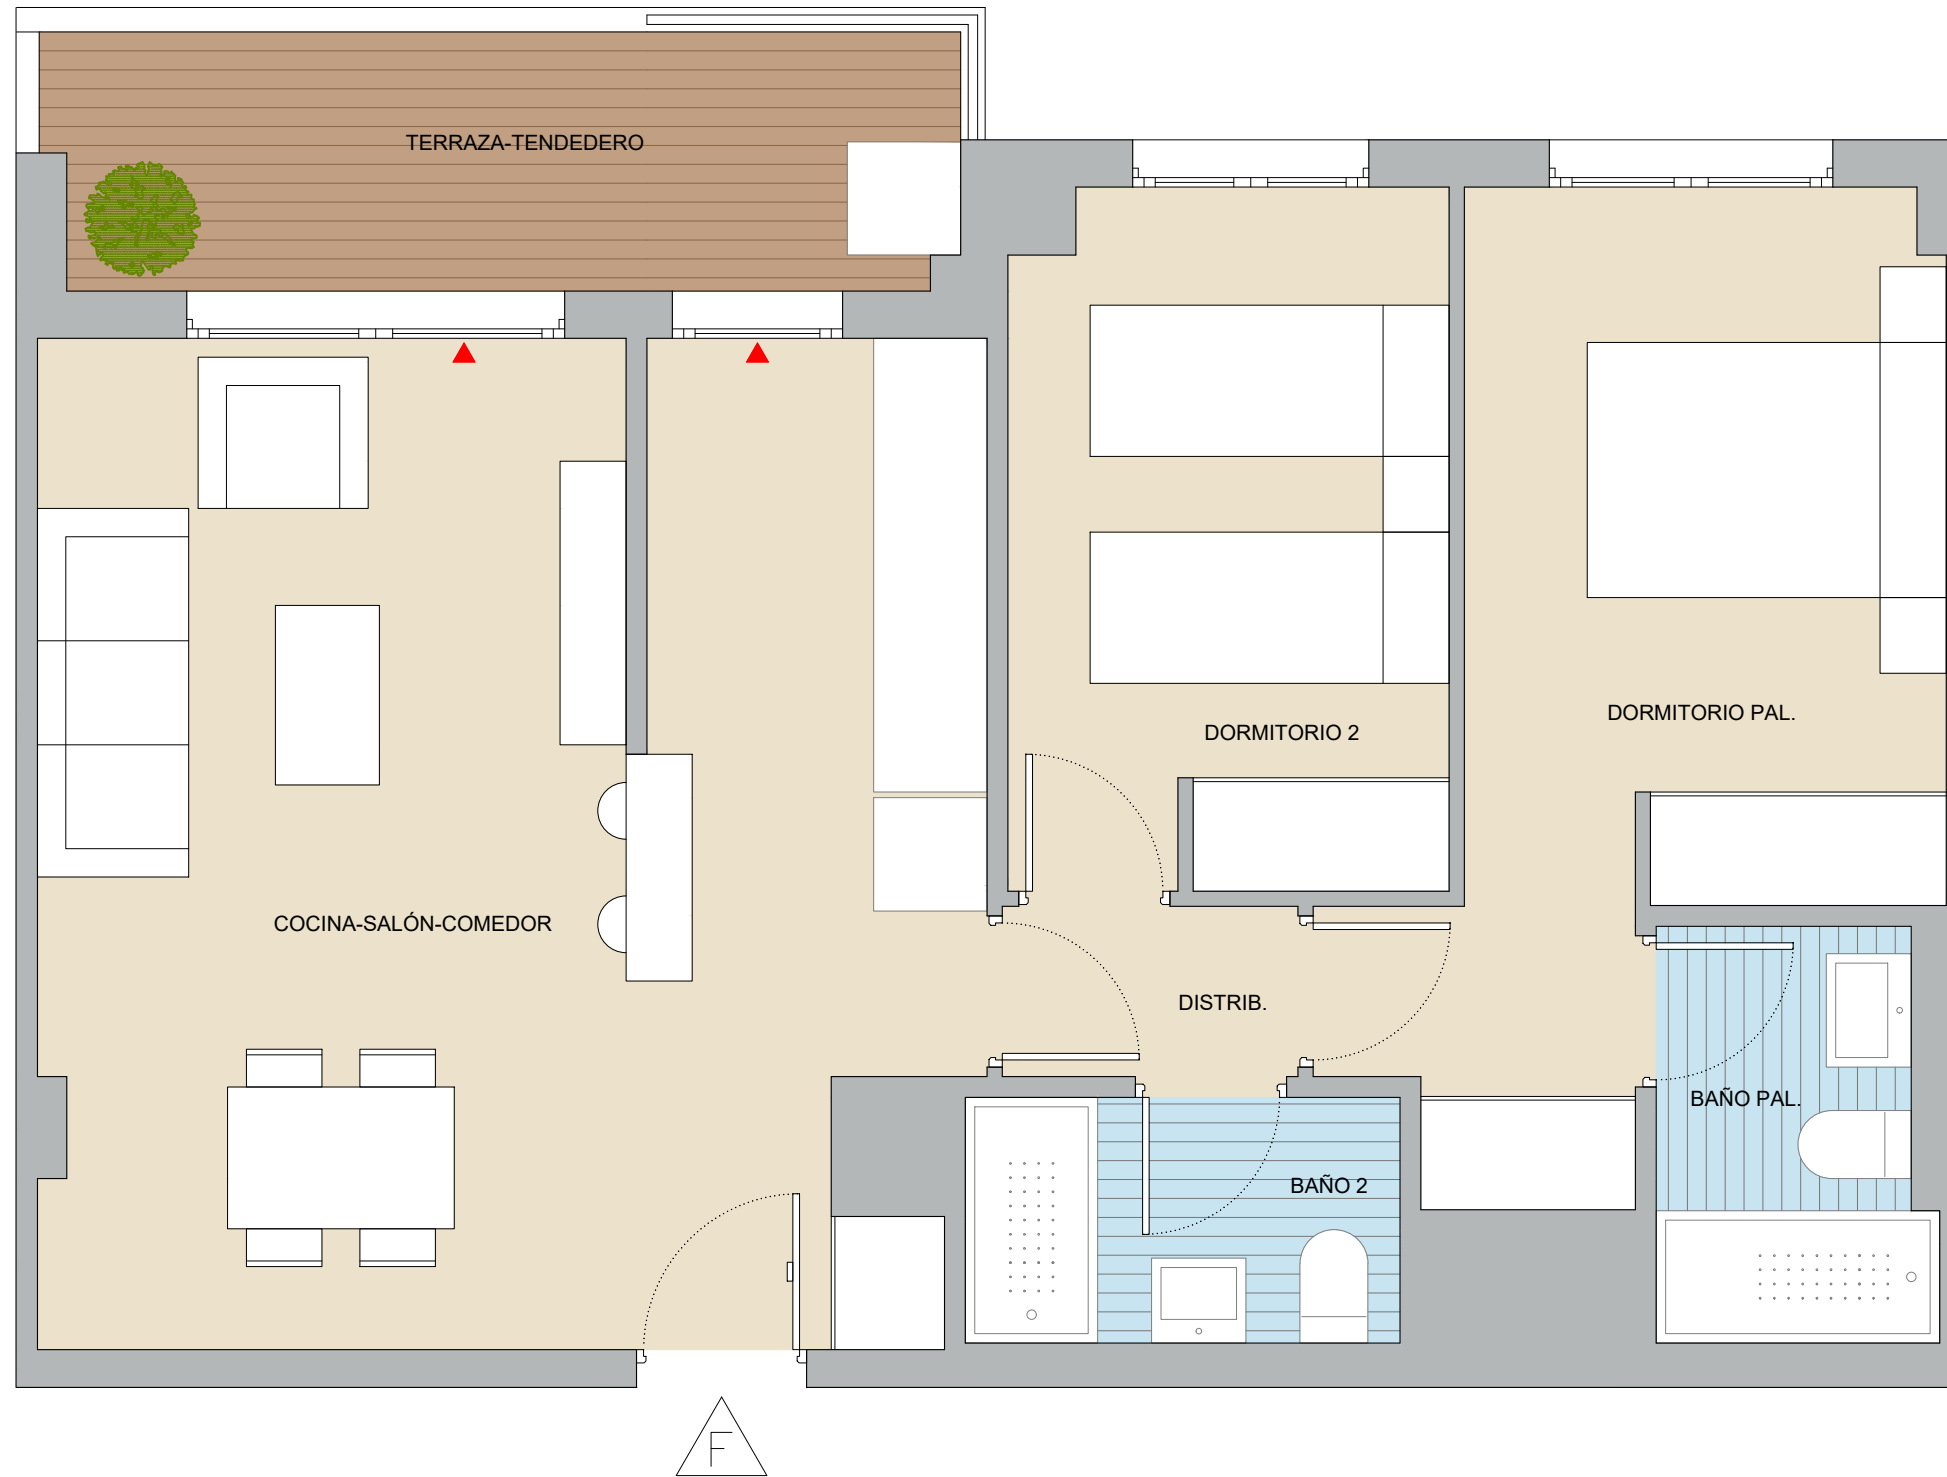 TERRAZA-TENDEDERO
DORMITORIO PAL.
DORMITORIO 2
COCINA-SALÓN-COMEDOR
DISTRIB.
BAÑO PAL.
BAÑO 2
F